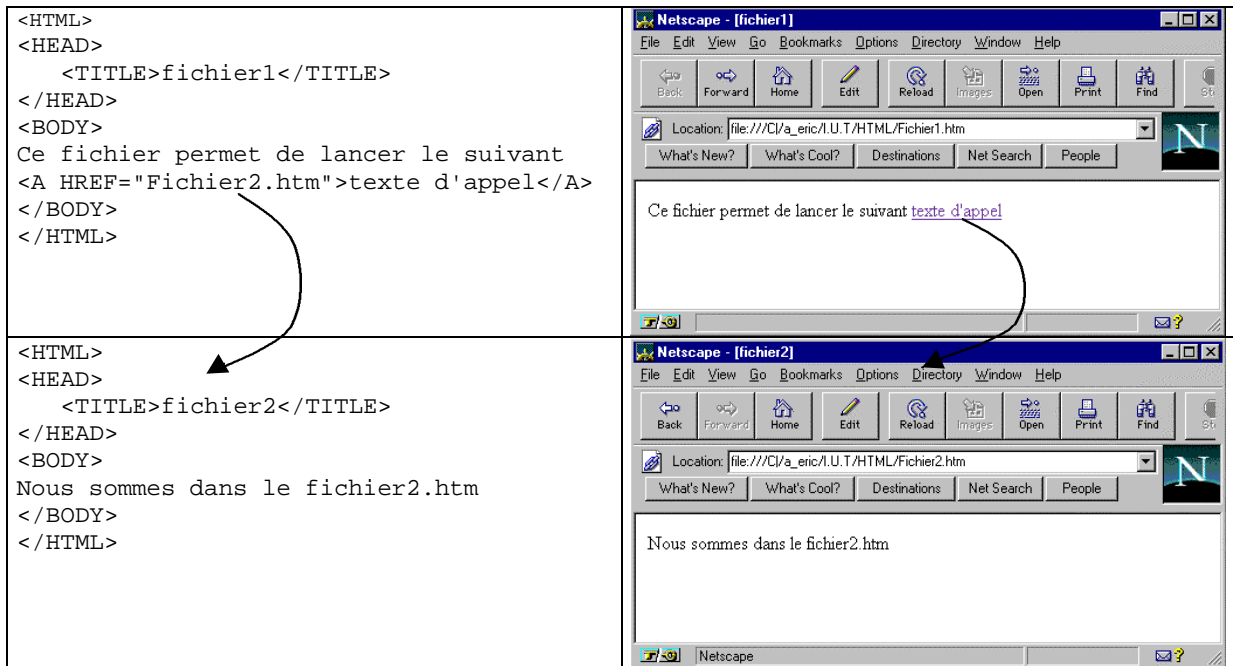 <HTML>
<HEAD>
<TITLE>fichier1</TITLE>
</HEAD>
<BODY>
Ce fichier permet de lancer le suivant
<A HREF="Fichier2.htm">texte d'appel</A>
</BODY>
</HTML>
Netscape - [fichier1]
File Edit View Go Bookmarks Options Directory Window Help
Back Forward Home Edit Reload Images Open Print Find
Location: file:///C|/a_eric/I.U.T/HTML/Fichier1.htm
N
What's New? What's Cool? Destinations Net Search People
Ce fichier permet de lancer le suivant texte d'appel
<HTML>
<HEAD>
<TITLE>fichier2</TITLE>
</HEAD>
<BODY>
Nous sommes dans le fichier2.htm
</BODY>
</HTML>
Netscape - [fichier2]
File Edit View Go Bookmarks Options Directory Window Help
Back Forward Home Edit Reload Images Open Print Find
Location: file:///C|/a_eric/I.U.T/HTML/Fichier2.htm
N
What's New? What's Cool? Destinations Net Search People
Nous sommes dans le fichier2.htm
Netscape